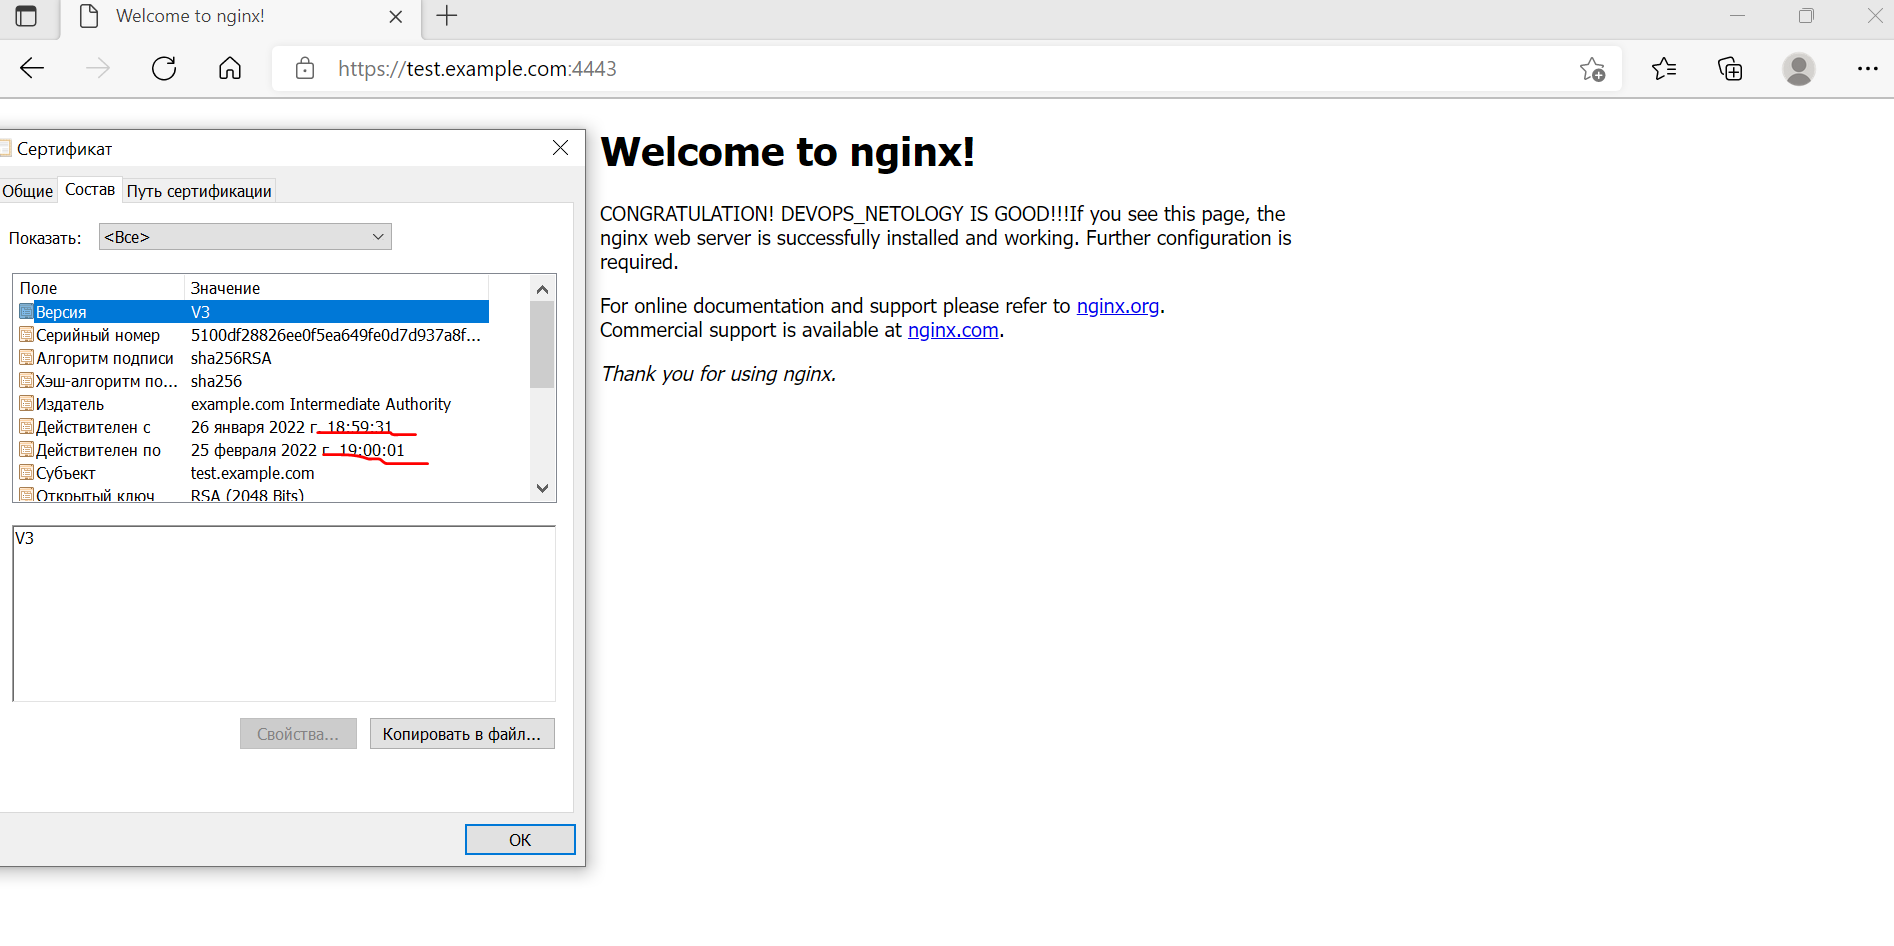 Welcome to nginx!
https://test.example.com:4443
Сертификат
Общие Состав Путь сертификации
Показать: <Все>
Поле Значение
Версия V3
Серийный номер 5100df28826ee0f5ea649fe0d7d937a8f...
Алгоритм подписи sha256RSA
Хэш-алгоритм по... sha256
Издатель example.com Intermediate Authority
Действителен с 26 января 2022 г. 18:59:31
Действителен по 25 февраля 2022 г. 19:00:01
Субъект test.example.com
Открытый ключ RSA (2048 Bits)
V3
Свойства... Копировать в файл...
ОК
Welcome to nginx!
CONGRATULATION! DEVOPS_NETOLOGY IS GOOD!!!If you see this page, the
nginx web server is successfully installed and working. Further configuration is
required.
For online documentation and support please refer to nginx.org.
Commercial support is available at nginx.com.
Thank you for using nginx.